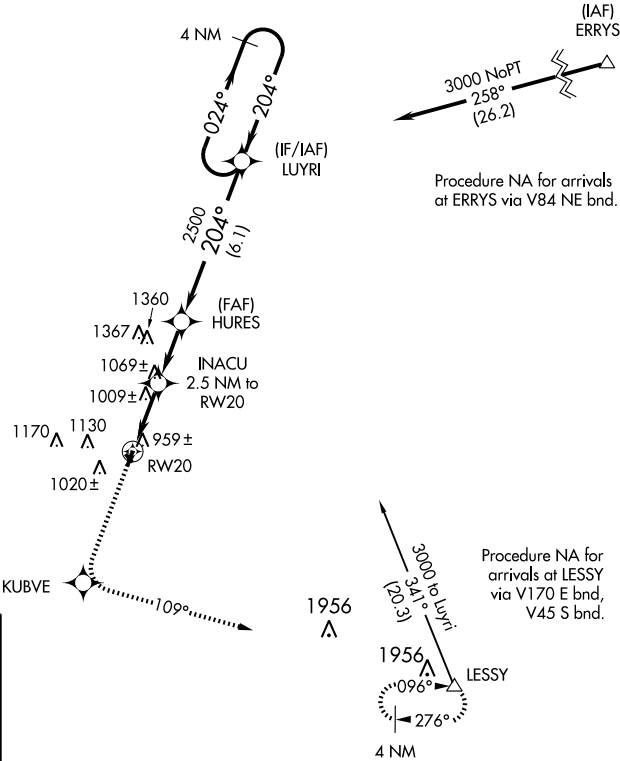 (IAF)
ERRYS
4 NM
3000 NoPT
258°
(26.2)
024°
204°
(IF/IAF)
LUYRI
Procedure NA for arrivals
at ERRYS via V84 NE bnd.
2500
204°
(6.1)
(FAF)
HURES
1360
1367
INACU
2.5 NM to
RW20
1069±
1009±
1170
1130
959±
RW20
1020±
KUBVE
109°
3000 to Luyri
341°
(20.3)
Procedure NA for
arrivals at LESSY
via V170 E bnd,
V45 S bnd.
1956
1956
LESSY
096°
276°
4 NM